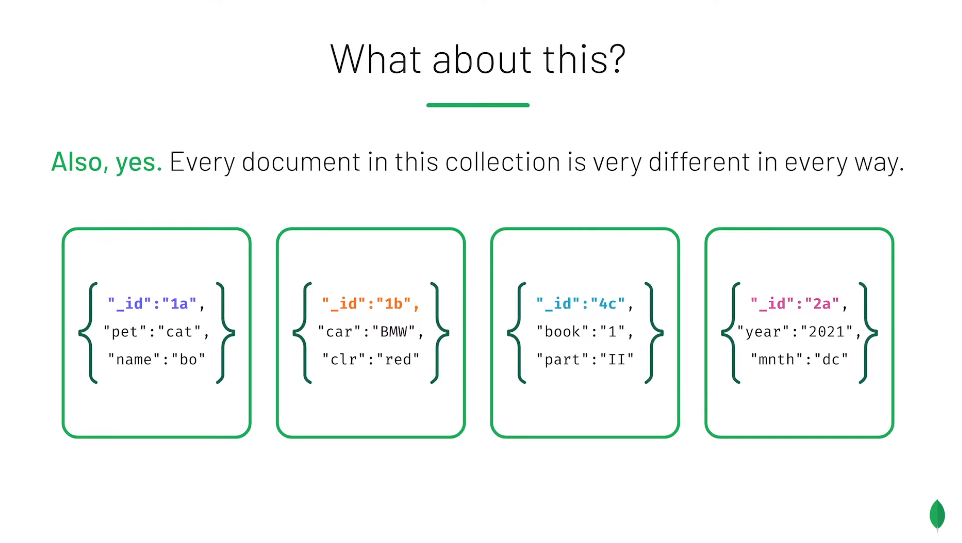 What about this?
Also, yes. Every document in this collection is very different in every way.
"_id":"1a",
"pet":"cat",
"name":"bo"
"_id":"1b",
"car":"BMW",
"clr":"red"
"_id":"4c",
"book":"1",
"part":"II"
"_id":"2a",
"year":"2021",
"mnth":"dc"